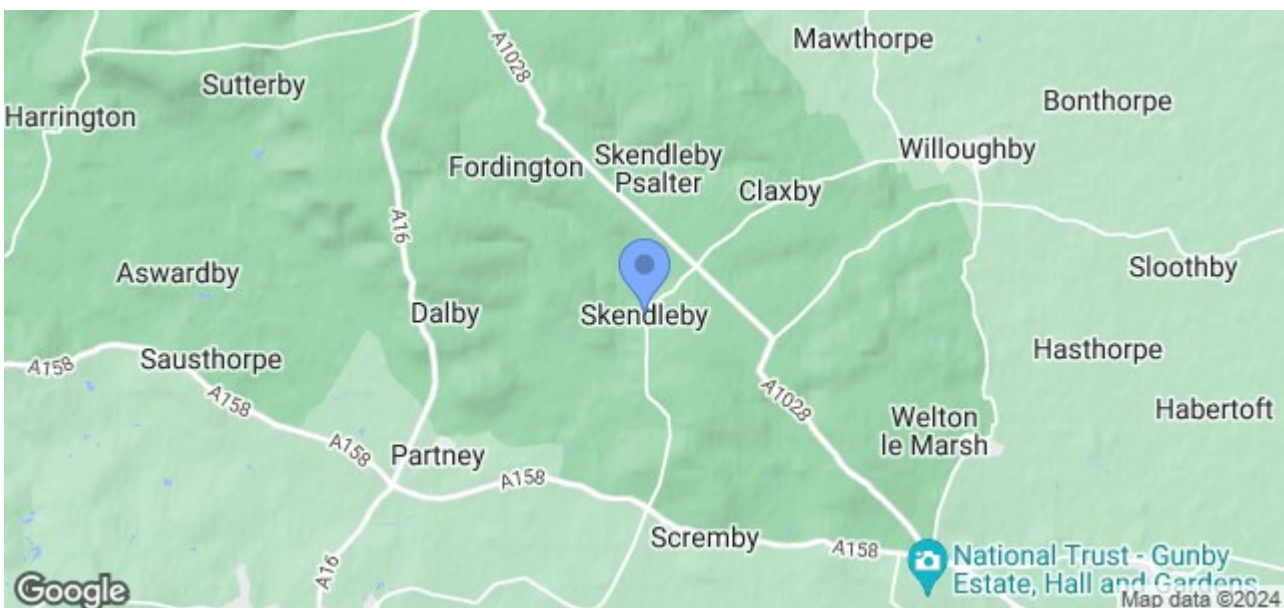 Mawthorpe
A1028
Sutterby
Bonthorpe
Harrington
Willoughby
Fordington
Skendleby
Psalter
Claxby
A16
Aswardby
Sloothby
Dalby
Skendleby
Hasthorpe
A158
Sausthorpe
A158
A1028
Habertoft
Welton
le Marsh
A158
Partney
A158
Scremby
A158
A16
National Trust - Gunby
Estate, Hall and Gardens
Google
Map data ©2024